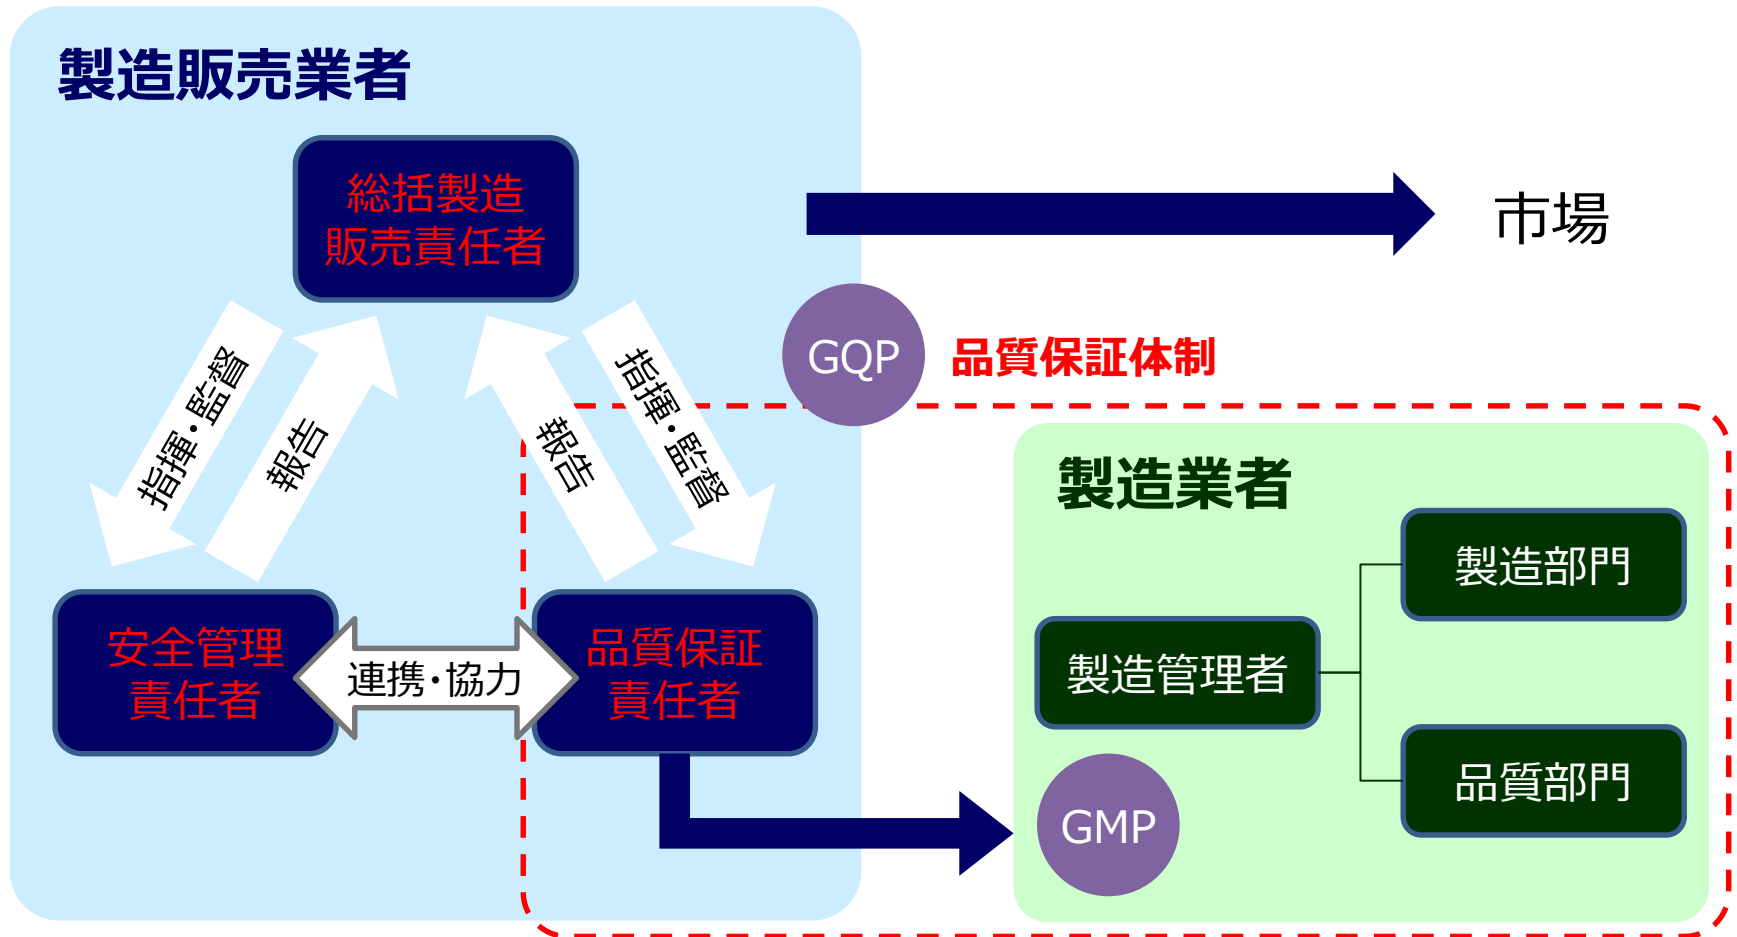 製造販売業者
総括製造
販売責任者
市場
GQP
品質保証体制
指揮・監督
報告
報告
指揮・監督
製造業者
製造部門
安全管理
責任者
連携・協力
品質保証
責任者
製造管理者
品質部門
GMP